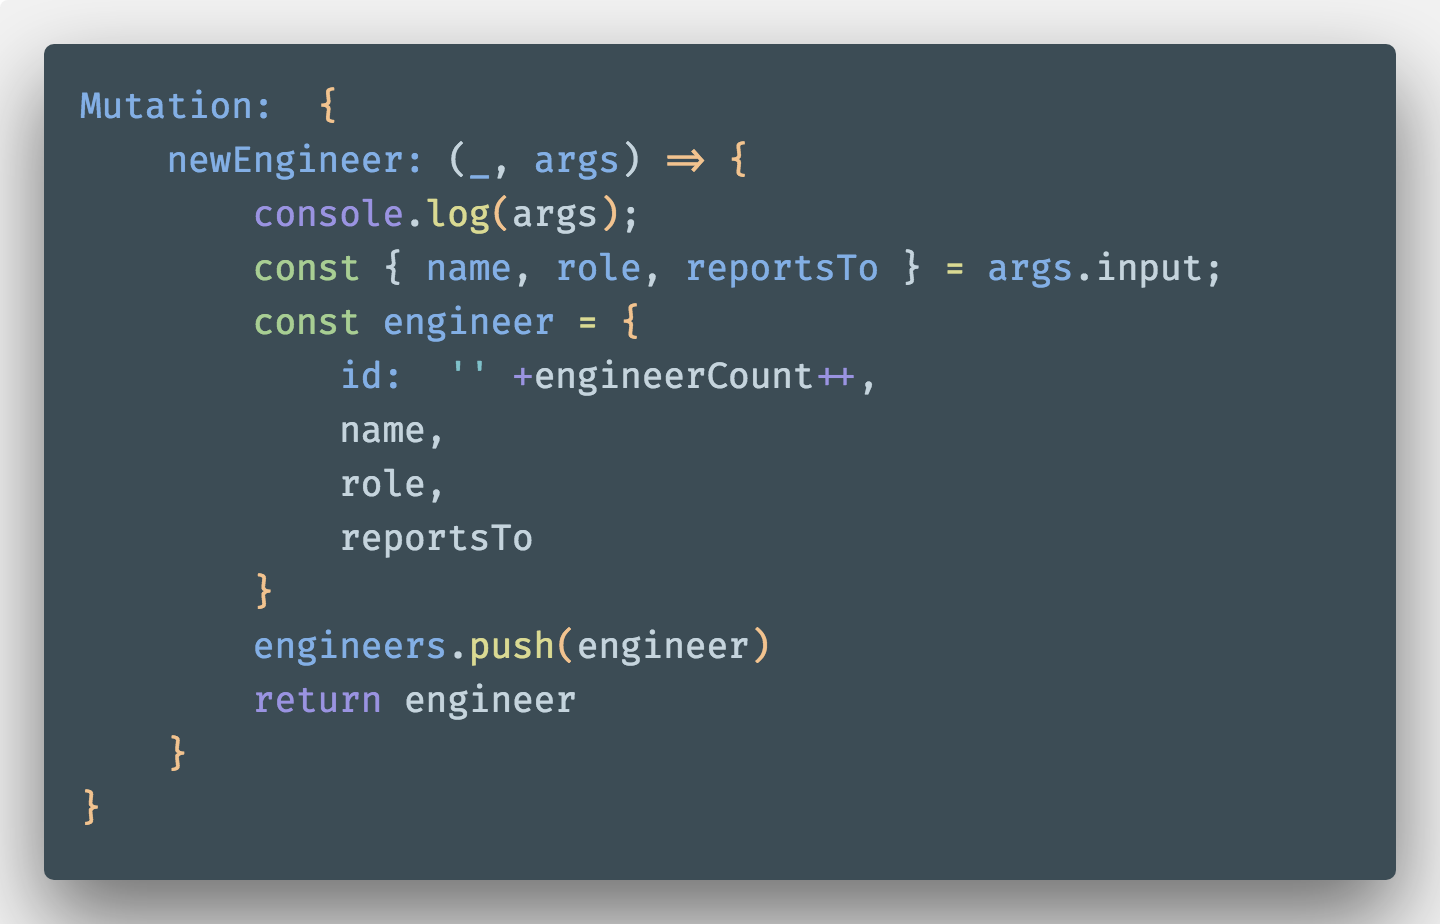 Mutation:  {
    newEngineer: (_, args) => {
        console.log(args);
        const { name, role, reportsTo } = args.input;
        const engineer = {
            id:  '' +engineerCount++,
            name,
            role,
            reportsTo
        }
        engineers.push(engineer)
        return engineer
    }
}